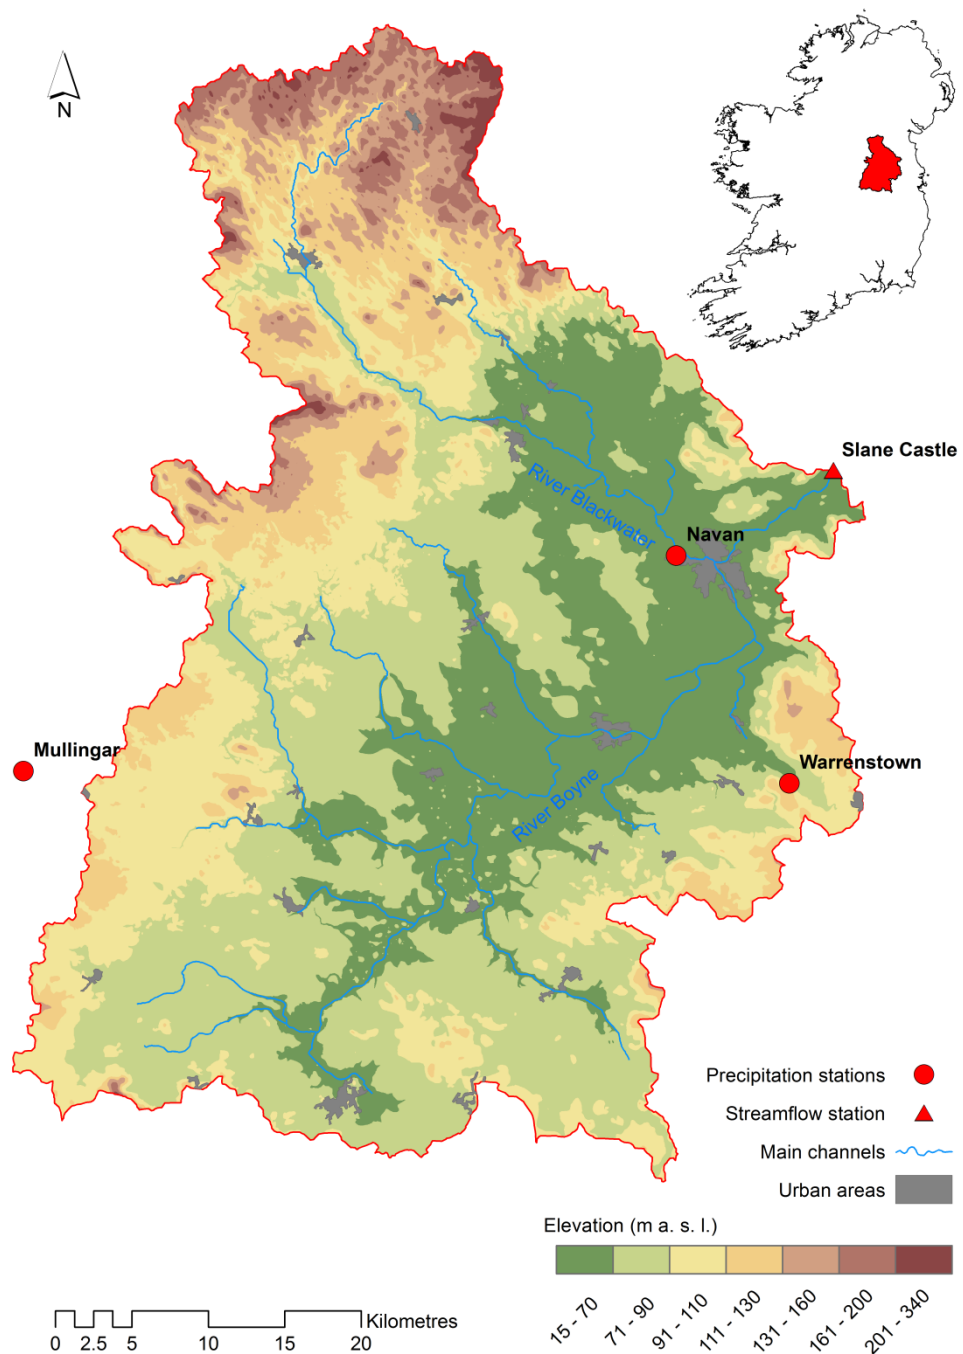 N
Slane Castle
River Blackwater
Navan
Mullingar
Warrenstown
River Boyne
Precipitation stations
Streamflow station
Main channels
Urban areas
Elevation (m a. s. l.)
15 - 70
71 - 90
91 - 110
111 - 130
131 - 160
161 - 200
201 - 340
Kilometres
0 2.5 5 10 15 20